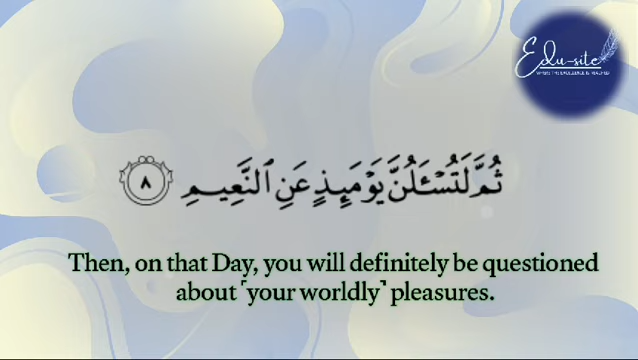 Edu-site
ثُمَّ لَتُسْـَٔلُنَّ يَوْمَئِذٍ عَنِ ٱلنَّعِيمِ ٨
Then, on that Day, you will definitely be questioned
about ˹your worldly˺ pleasures.